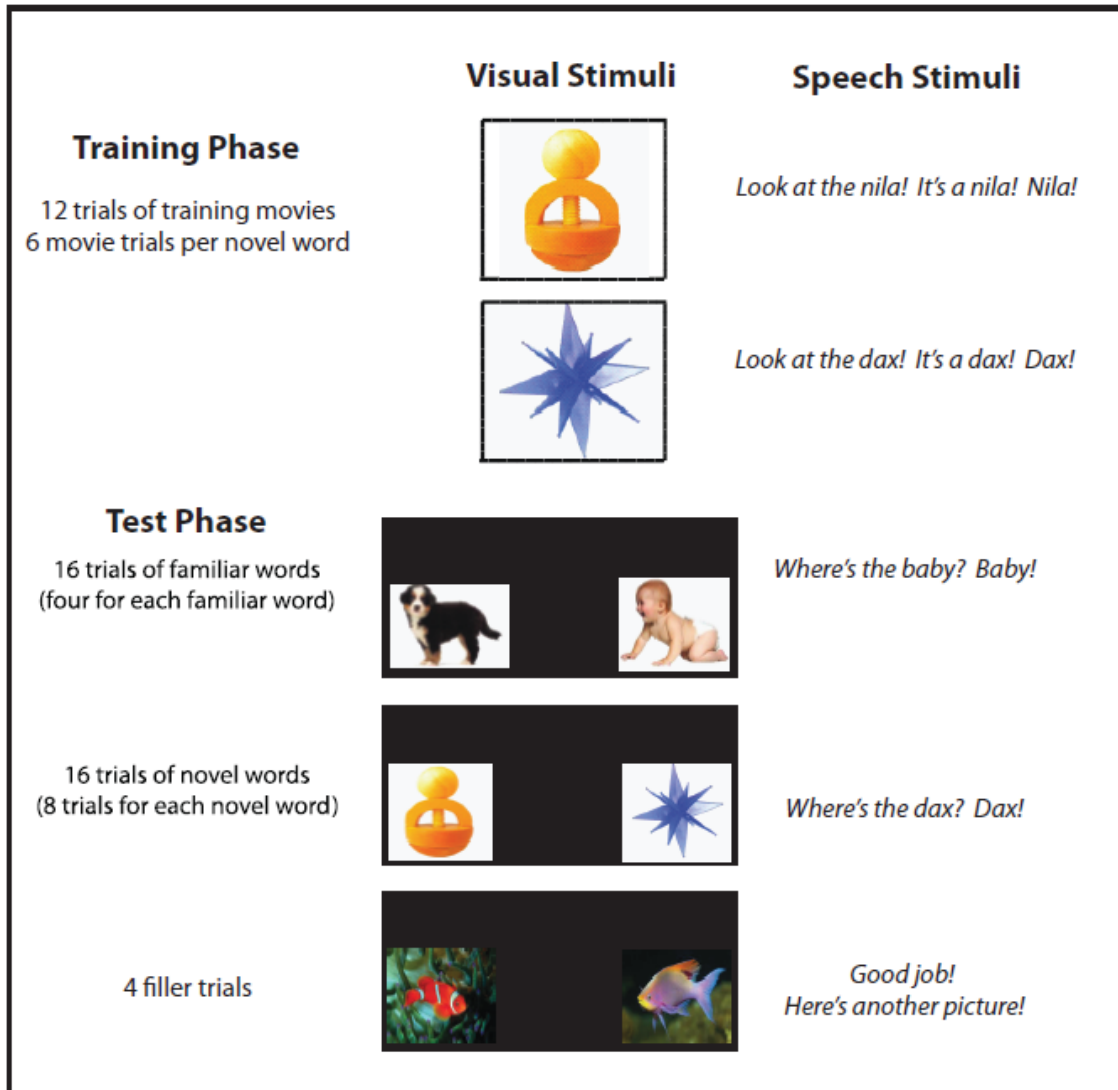 Visual Stimuli
Speech Stimuli
Training Phase
12 trials of training movies
6 movie trials per novel word
Look at the nila! It's a nila! Nila!
Look at the dax! It's a dax! Dax!
Test Phase
16 trials of familiar words
(four for each familiar word)
Where's the baby? Baby!
16 trials of novel words
(8 trials for each novel word)
Where's the dax? Dax!
4 filler trials
Good job!
Here's another picture!